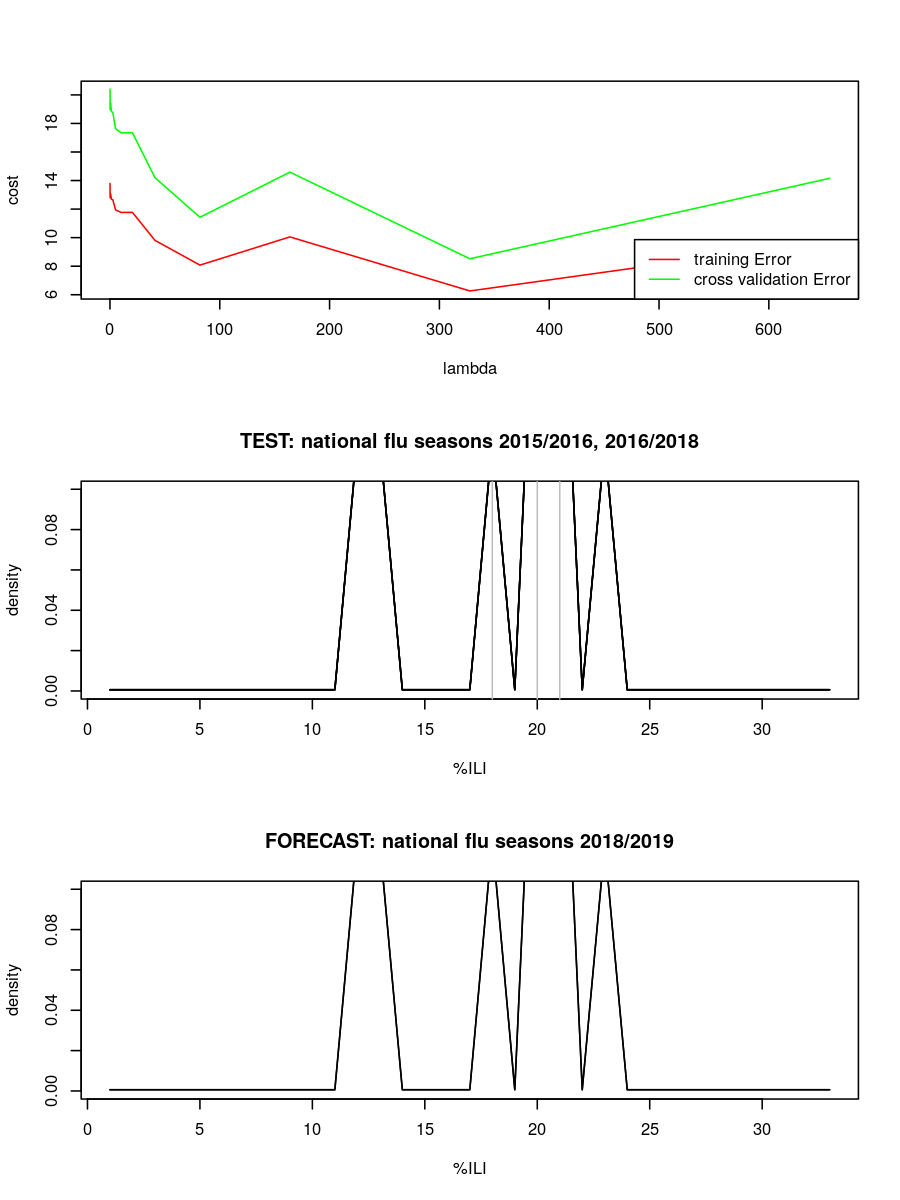 18
14
10
8
6
cost
0 100 200 300 400 500 600
lambda
training Error
cross validation Error
TEST: national flu seasons 2015/2016, 2016/2018
0.08
0.04
0.00
density
0 5 10 15 20 25 30
%ILI
FORECAST: national flu seasons 2018/2019
0.08
0.04
0.00
density
0 5 10 15 20 25 30
%ILI